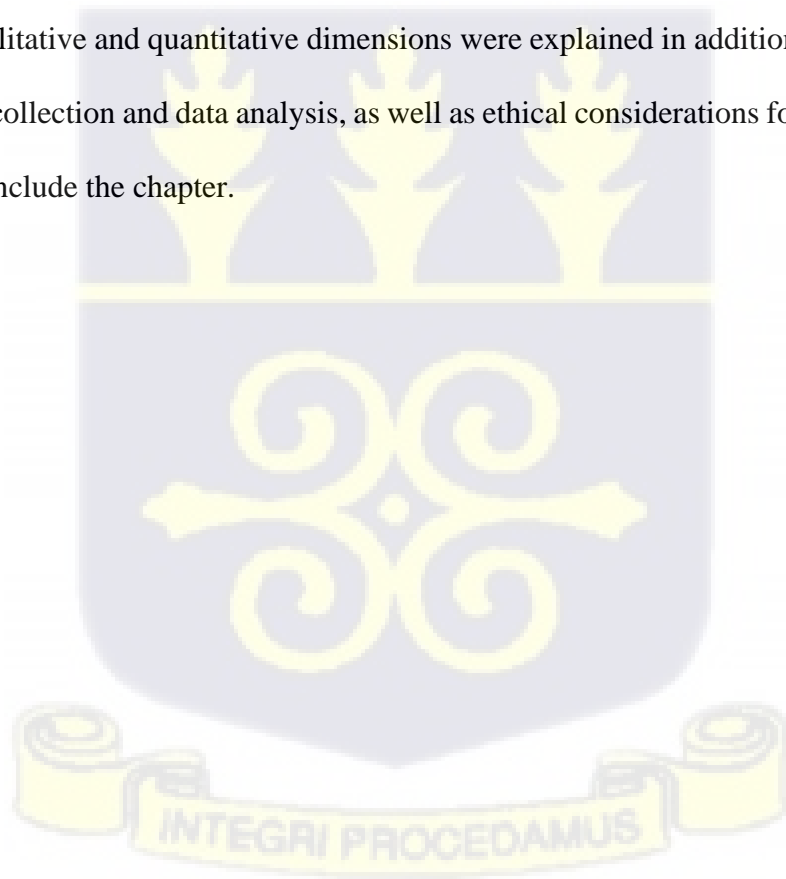 litative and quantitative dimensions were explained in addition
collection and data analysis, as well as ethical considerations fo
nclude the chapter.
INTEGRI PROCEDAMUS